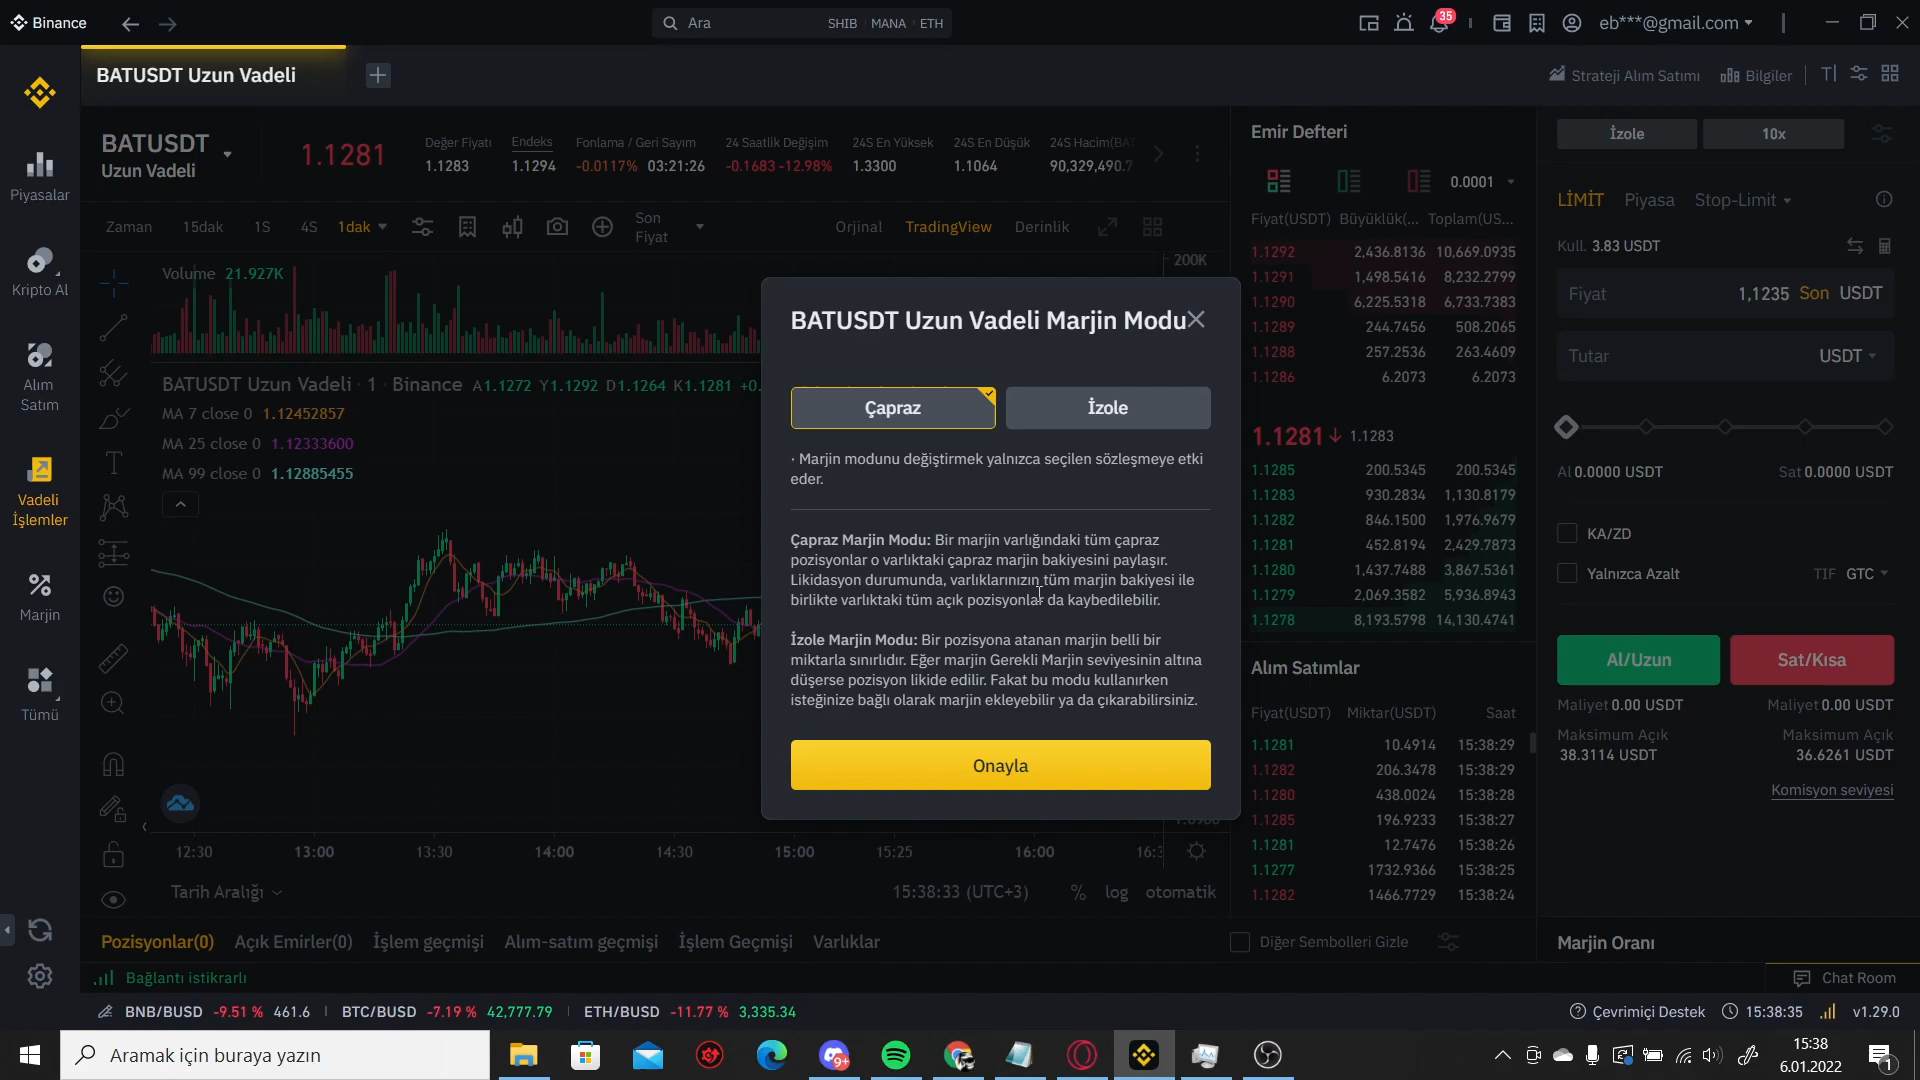 Binance
Ara
SHIB
MANA
ETH
35
eb***@gmail.com
BATUSDT Uzun Vadeli
Strateji Alım Satımı
Bilgiler
Piyasalar
Kripto Al
Alım
Satım
Vadeli
İşlemler
Marjin
Tümü
BATUSDT
Uzun Vadeli
1.1281
Değer Fiyatı
1.1283
Endeks
1.1294
Fonlama / Geri Sayım
-0.0117% 03:21:26
24 Saatlik Değişim
-0.1683 -12.98%
24S En Yüksek
1.3300
24S En Düşük
1.1064
24S Hacim(BAT
90,329,490.7
Zaman 15dak 1S 4S 1dak
Son
Fiyat
Orjinal TradingView Derinlik
200K
Volume 21.927K
BATUSDT Uzun Vadeli · 1 · Binance A1.1272 Y1.1292 D1.1264 K1.1281 +0.
MA 7 close 0 1.12452857
MA 25 close 0 1.12333600
MA 99 close 0 1.12885455
12:30 13:00 13:30 14:00 14:30 15:00 15:25 16:00 16:3
Tarih Aralığı
15:38:33 (UTC+3) % log otomatik
BATUSDT Uzun Vadeli Marjin Modu
Çapraz
İzole
· Marjin modunu değiştirmek yalnızca seçilen sözleşmeye etki
eder.
Çapraz Marjin Modu: Bir marjin varlığındaki tüm çapraz
pozisyonlar o varlıktaki çapraz marjin bakiyesini paylaşır.
Likidasyon durumunda, varlıklarınızın tüm marjin bakiyesi ile
birlikte varlıktaki tüm açık pozisyonlar da kaybedilebilir.
İzole Marjin Modu: Bir pozisyona atanan marjin belli bir
miktarla sınırlıdır. Eğer marjin Gerekli Marjin seviyesinin altına
düşerse pozisyon likide edilir. Fakat bu modu kullanırken
isteğinize bağlı olarak marjin ekleyebilir ya da çıkarabilirsiniz.
Onayla
Emir Defteri
0.0001
Fiyat(USDT) Büyüklük(... Toplam(US...
1.1292 2,436.8136 10,669.0935
1.1291 1,498.5416 8,232.2799
1.1290 6,225.5318 6,733.7383
1.1289 244.7456 508.2065
1.1288 257.2536 263.4609
1.1286 6.2073 6.2073
1.1281 1.1283
1.1285 200.5345 200.5345
1.1283 930.2834 1,130.8179
1.1282 846.1500 1,976.9679
1.1281 452.8194 2,429.7873
1.1280 1,437.7488 3,867.5361
1.1279 2,069.3582 5,936.8943
1.1278 8,193.5798 14,130.4741
Alım Satımlar
Fiyat(USDT) Miktar(USDT) Saat
1.1281 10.4914 15:38:29
1.1282 206.3478 15:38:29
1.1280 438.0024 15:38:28
1.1285 196.9233 15:38:27
1.1281 12.7476 15:38:26
1.1277 1732.9366 15:38:25
1.1282 1466.7729 15:38:24
İzole
10x
LİMİT Piyasa Stop-Limit
Kull. 3.83 USDT
Fiyat 1,1235 Son USDT
Tutar USDT
Al 0.0000 USDT Sat 0.0000 USDT
KA/ZD
Yalnızca Azalt TIF GTC
Al/Uzun
Sat/Kısa
Maliyet 0.00 USDT Maliyet 0.00 USDT
Maksimum Açık Maksimum Açık
38.3114 USDT 36.6261 USDT
Komisyon seviyesi
Marjin Oranı
Pozisyonlar(0) Açık Emirler(0) İşlem geçmişi Alım-satım geçmişi İşlem Geçmişi Varlıklar
Diğer Sembolleri Gizle
Bağlantı istikrarlı
Chat Room
BNB/BUSD -9.51 % 461.6 BTC/BUSD -7.19 % 42,777.79 ETH/BUSD -11.77 % 3,335.34
Çevrimiçi Destek 15:38:35 v1.29.0
Aramak için buraya yazın
9+
15:38
6.01.2022
1